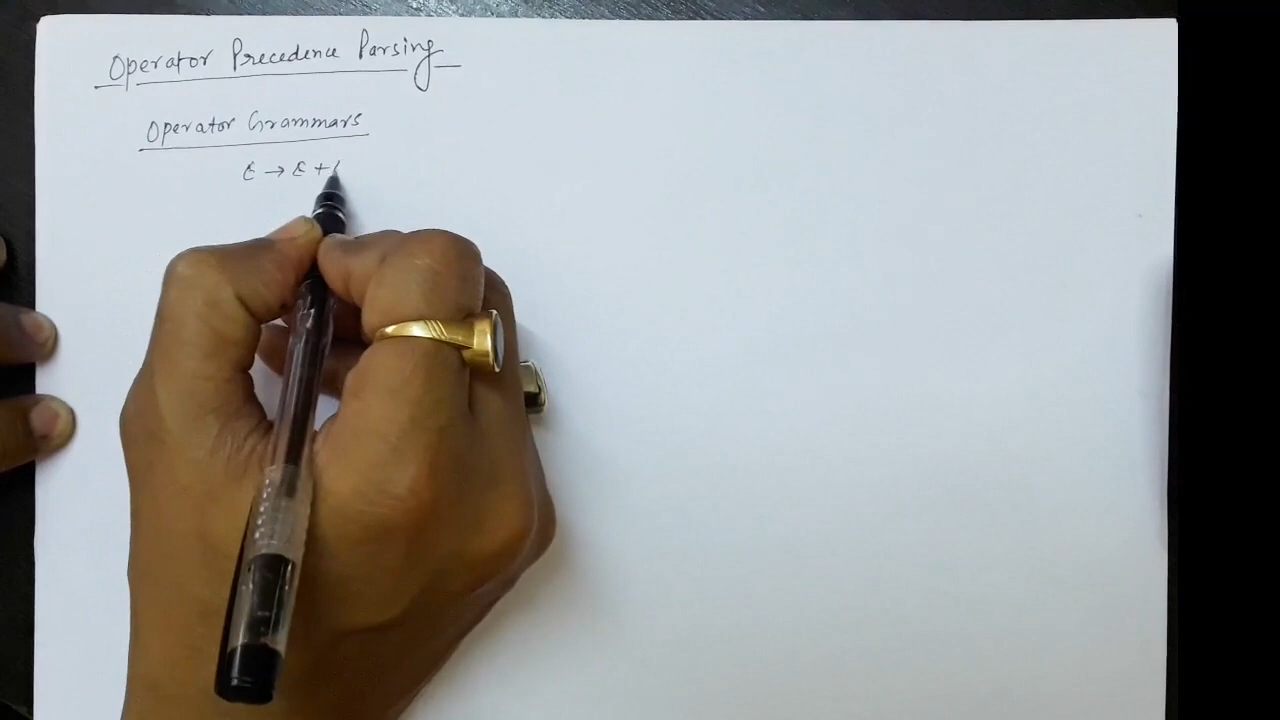 Operator Precedence Parsing
Operator Grammars
E → E +